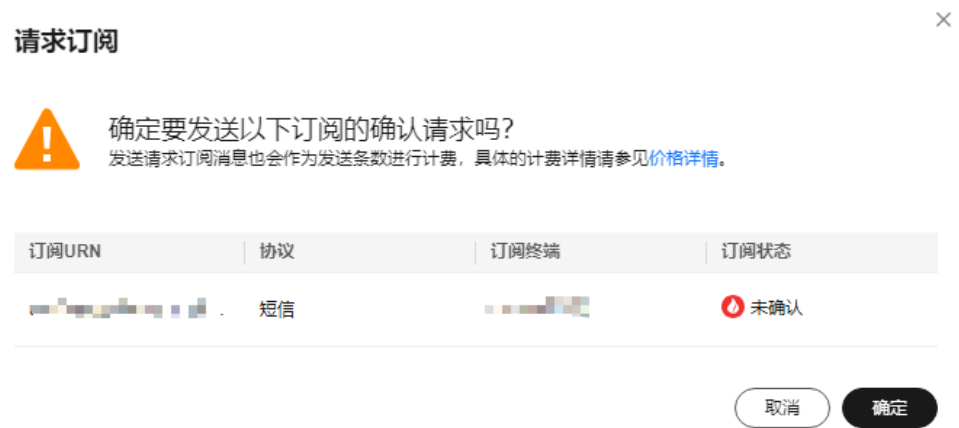 请求订阅
确定要发送以下订阅的确认请求吗？
发送请求订阅消息也会作为发送条数进行计费，具体的计费详情请参见价格详情。
订阅URN 协议 订阅终端 订阅状态
短信 未确认
取消 确定